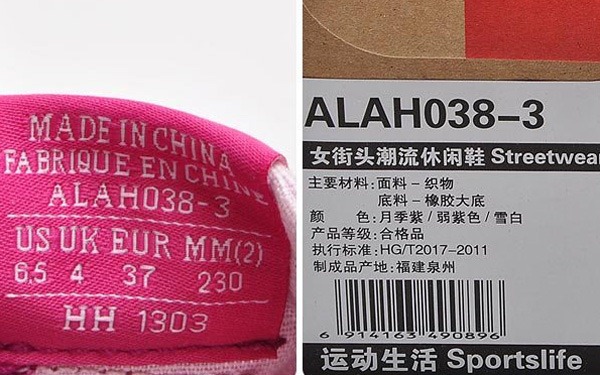 MADE IN CHINA
FABRIQUE EN CHINE
ALAH038-3
US UK EUR MM(2)
6.5 4 37 230
HH 1303
ALAH038-3
女街头潮流休闲鞋 Streetwear
主要材料：面料－织物
底料－橡胶大底
颜 色：月季紫／弱紫色／雪白
产品等级：合格品
执行标准：HG/T2017-2011
制成品产地：福建泉州
6 914163 490896
运动生活 Sportslife